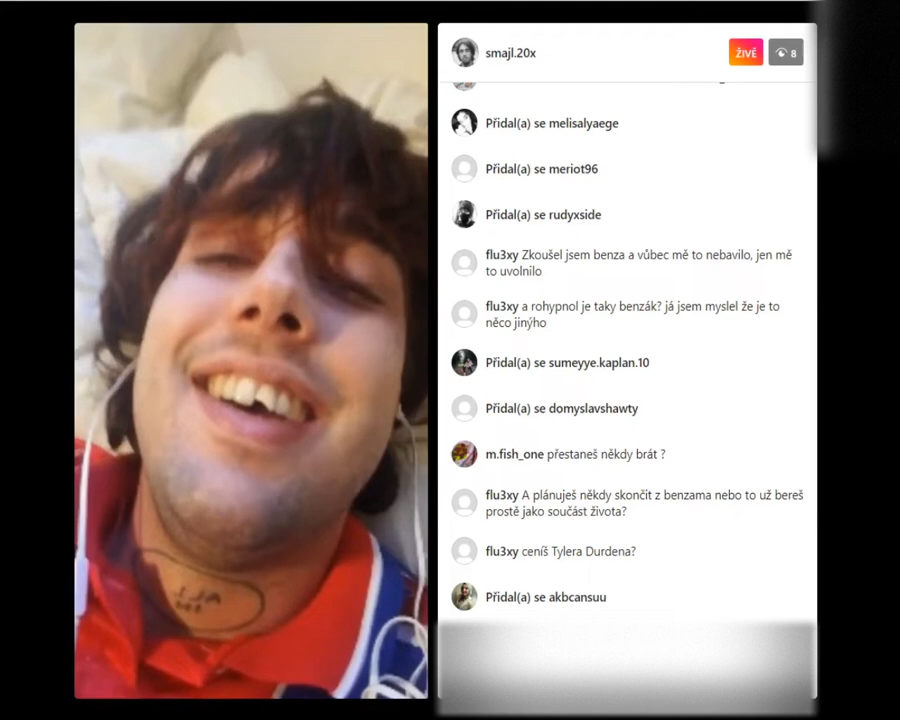 smajl.20x
ŽIVĚ
8
Přidal(a) se melisalyaege
Přidal(a) se meriot96
Přidal(a) se rudyxside
flu3xy Zkoušel jsem benza a vůbec mě to nebavilo, jen mě
to uvolnilo
flu3xy a rohypnol je taky benzák? já jsem myslel že je to
něco jinýho
Přidal(a) se sumeyye.kaplan.10
Přidal(a) se domyslavshawty
m.fish_one přestaneš někdy brát ?
flu3xy A plánuješ někdy skončit z benzama nebo to už bereš
prostě jako součást života?
flu3xy ceníš Tylera Durdena?
Přidal(a) se akbcansuu